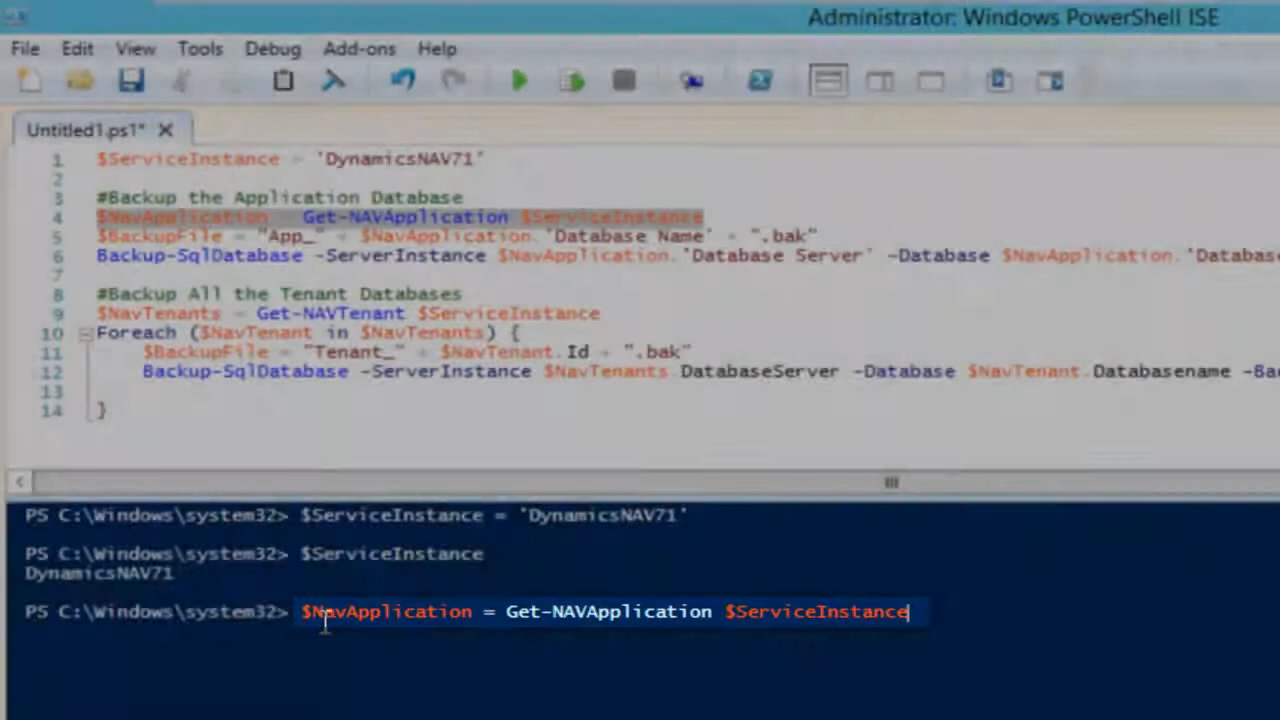 Administrator: Windows PowerShell ISE
File Edit View Tools Debug Add-ons Help
Untitled1.ps1* X
1 $ServiceInstance = 'DynamicsNAV71'
2
3 #Backup the Application Database
4 $NavApplication = Get-NAVApplication $ServiceInstance
5 $BackupFile = "App_" + $NavApplication.'Database Name' + ".bak"
6 Backup-SqlDatabase -ServerInstance $NavApplication.'Database Server' -Database $NavApplication.'Databas
7
8 #Backup All the Tenant Databases
9 $NavTenants = Get-NAVTenant $ServiceInstance
10 Foreach ($NavTenant in $NavTenants) {
11 $BackupFile = "Tenant_" + $NavTenant.Id + ".bak"
12 Backup-SqlDatabase -ServerInstance $NavTenants.DatabaseServer -Database $NavTenant.Databasename -Ba
13
14 }
PS C:\Windows\system32> $ServiceInstance = 'DynamicsNAV71'
PS C:\Windows\system32> $ServiceInstance
DynamicsNAV71
PS C:\Windows\system32> $NavApplication = Get-NAVApplication $ServiceInstance